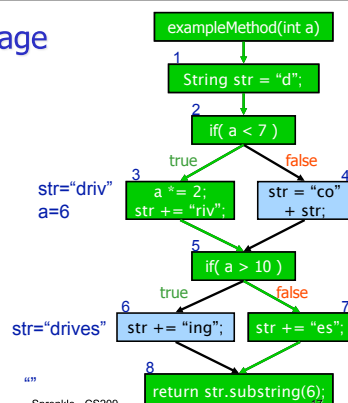 age
exampleMethod(int a)
1
String str = “d”;
2
if( a < 7 )
true
false
3
4
str=“driv”
a=6
a *= 2;
str += “riv”;
str = “co”
+ str;
5
if( a > 10 )
true
false
6
7
str=“drives”
str += “ing”;
str += “es”;
8
“”
return str.substring(6);